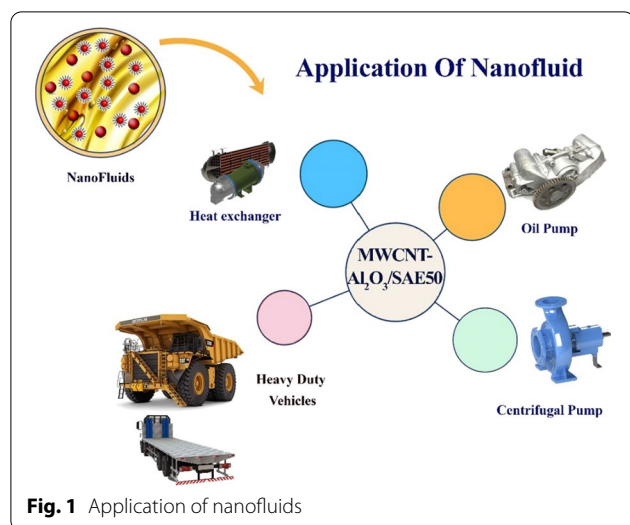 Application Of Nanofluid
NanoFluids
Heat exchanger
Oil Pump
MWCNT-
Al₂O₃/SAE50
Heavy Duty
Vehicles
Centrifugal Pump
Fig. 1 Application of nanofluids